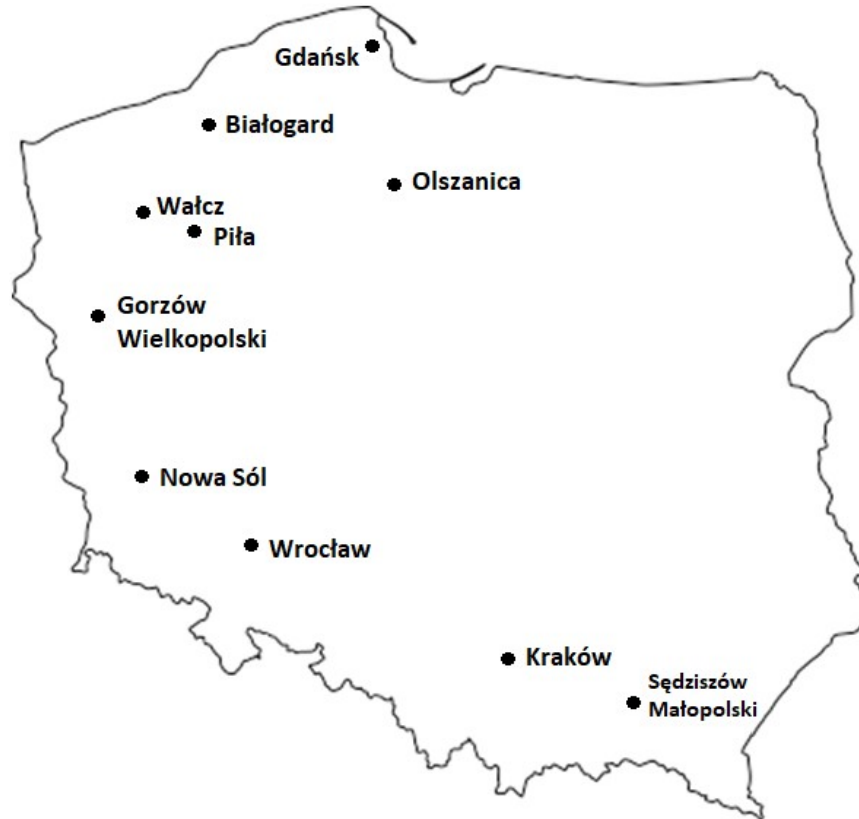 Gdańsk
Białogard
Olszanica
Wałcz
Piła
Gorzów
Wielkopolski
Nowa Sól
Wrocław
Kraków
Sędziszów
Małopolski